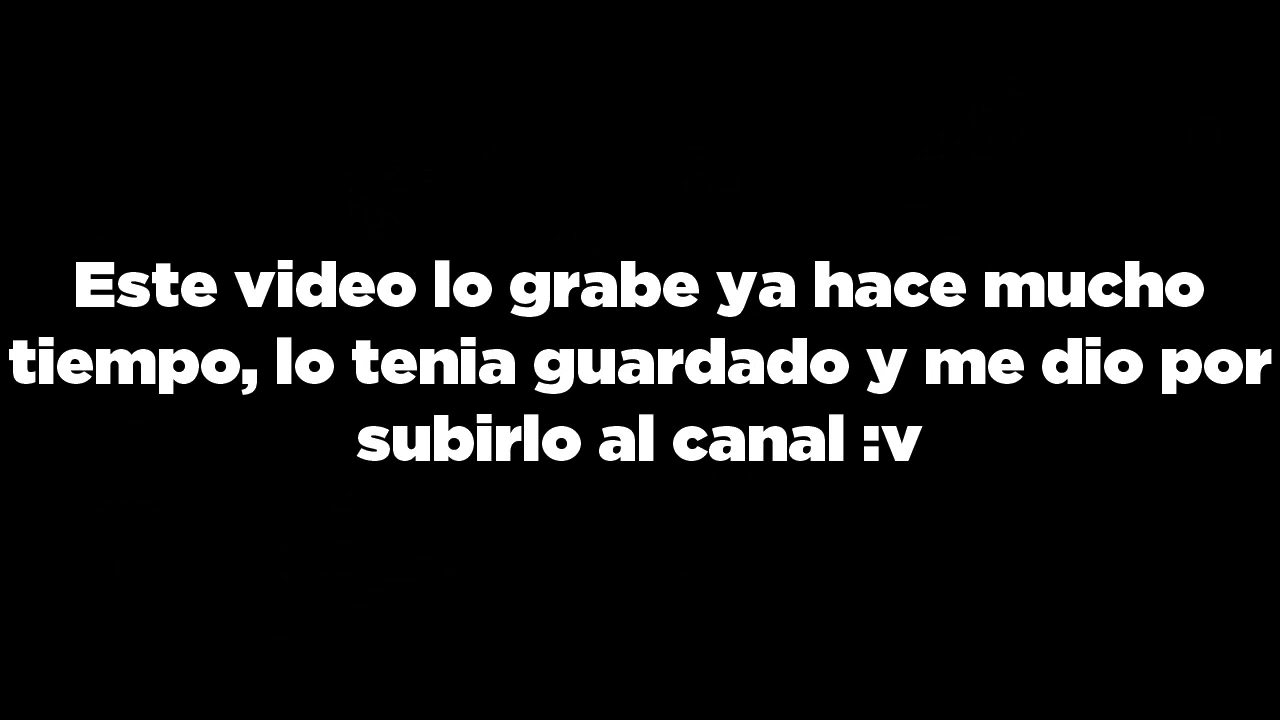 Este video lo grabe ya hace mucho
tiempo, lo tenia guardado y me dio por
subirlo al canal :v